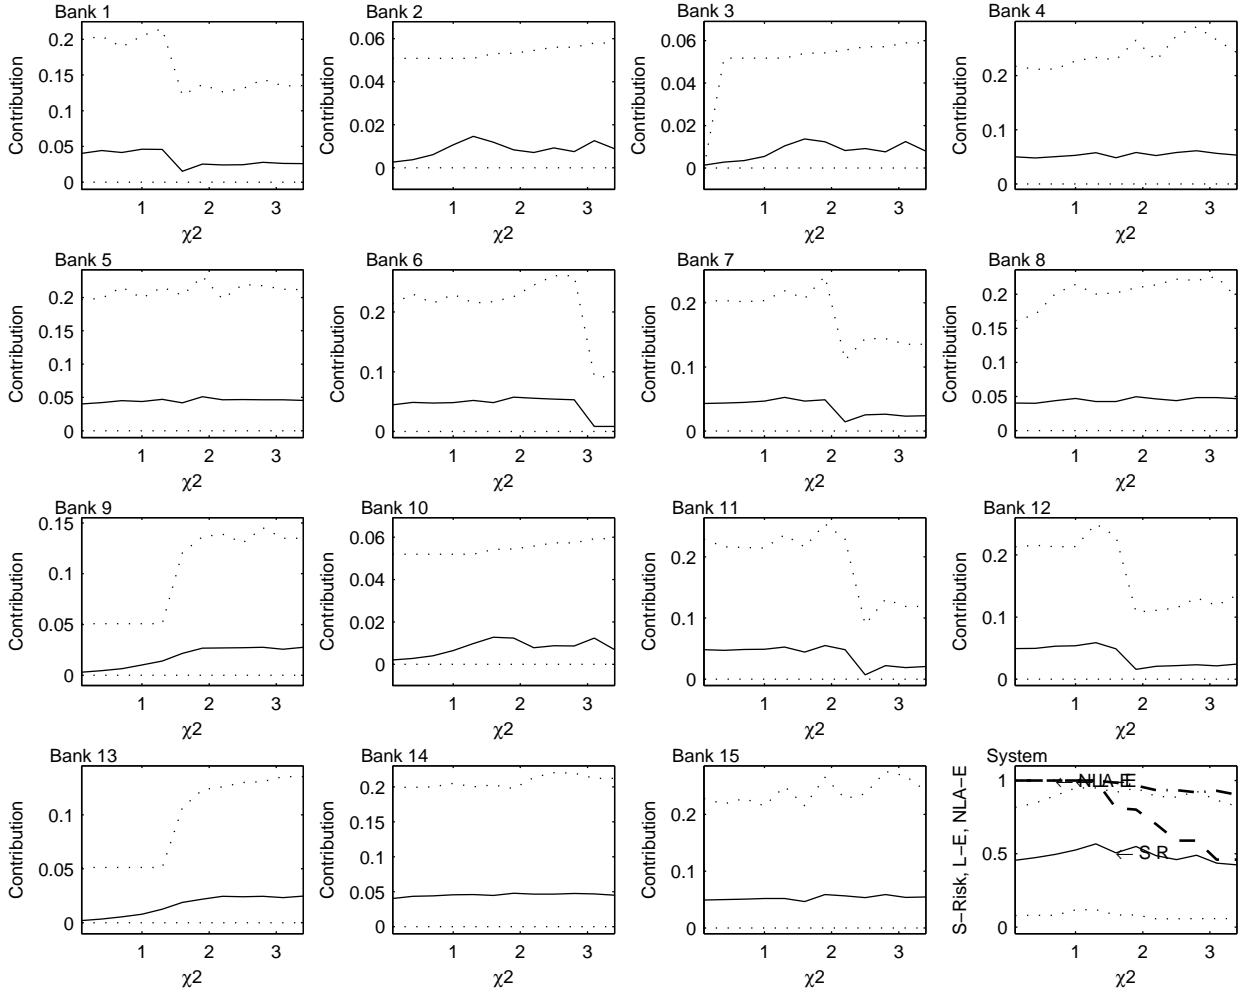 Bank 1
Contribution
0.2
0.15
0.1
0.05
0
1 2 3
χ2
Bank 2
Contribution
0.06
0.04
0.02
0
1 2 3
χ2
Bank 3
Contribution
0.06
0.04
0.02
0
1 2 3
χ2
Bank 4
Contribution
0.2
0.1
0
1 2 3
χ2
Bank 5
Contribution
0.2
0.15
0.1
0.05
0
1 2 3
χ2
Bank 6
Contribution
0.2
0.1
0
1 2 3
χ2
Bank 7
Contribution
0.2
0.1
0
1 2 3
χ2
Bank 8
Contribution
0.2
0.15
0.1
0.05
0
1 2 3
χ2
Bank 9
Contribution
0.15
0.1
0.05
0
1 2 3
χ2
Bank 10
Contribution
0.06
0.04
0.02
0
1 2 3
χ2
Bank 11
Contribution
0.2
0.1
0
1 2 3
χ2
Bank 12
Contribution
0.2
0.1
0
1 2 3
χ2
Bank 13
Contribution
0.1
0.05
0
1 2 3
χ2
Bank 14
Contribution
0.2
0.15
0.1
0.05
0
1 2 3
χ2
Bank 15
Contribution
0.2
0.1
0
1 2 3
χ2
System
S−Risk, L−E, NLA−E
1
0.5
0
← S R
1 2 3
χ2